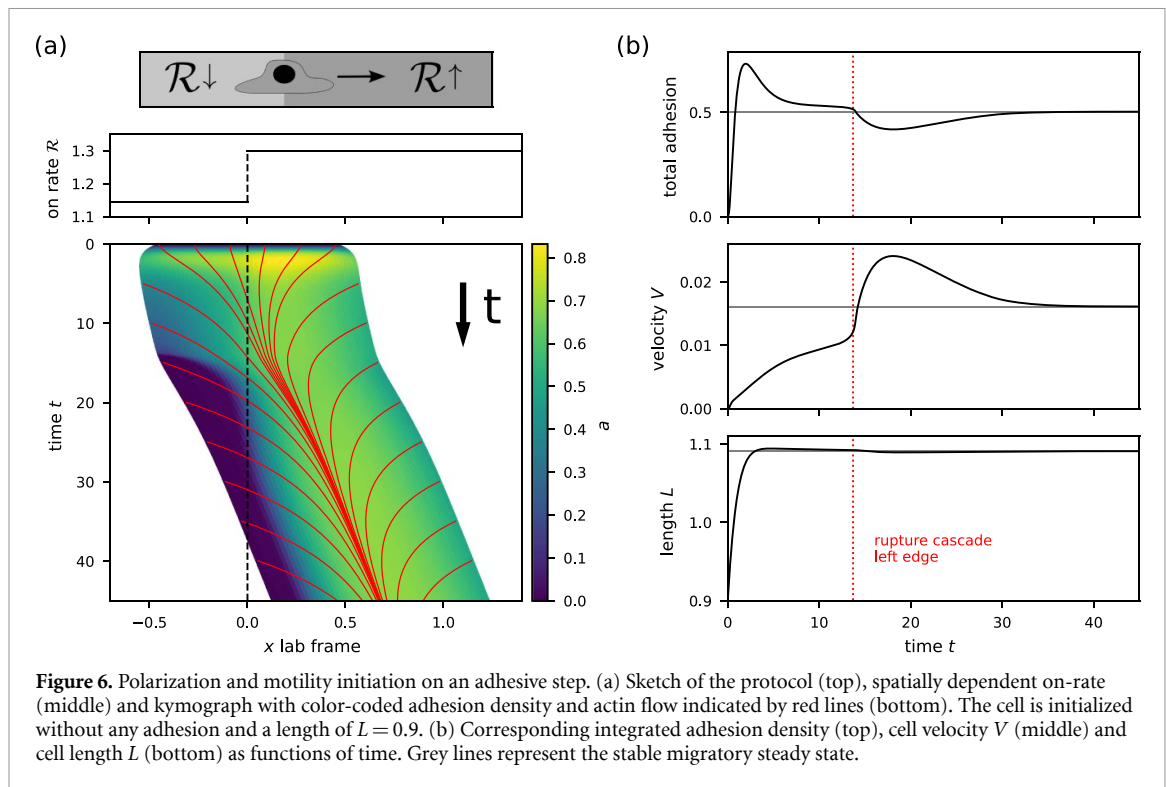 (a)
R↓
R↑
on rate R
1.3
1.2
1.1
time t
0
10
20
30
40
t
−0.5
0.0
0.5
1.0
x lab frame
0.8
0.7
0.6
0.5
0.4
0.3
0.2
0.1
0.0
a
(b)
total adhesion
0.5
0.0
velocity V
0.02
0.01
0.00
length L
1.1
1.0
0.9
rupture cascade
left edge
0
10
20
30
40
time t
Figure 6. Polarization and motility initiation on an adhesive step. (a) Sketch of the protocol (top), spatially dependent on-rate
(middle) and kymograph with color-coded adhesion density and actin flow indicated by red lines (bottom). The cell is initialized
without any adhesion and a length of L = 0.9. (b) Corresponding integrated adhesion density (top), cell velocity V (middle) and
cell length L (bottom) as functions of time. Grey lines represent the stable migratory steady state.